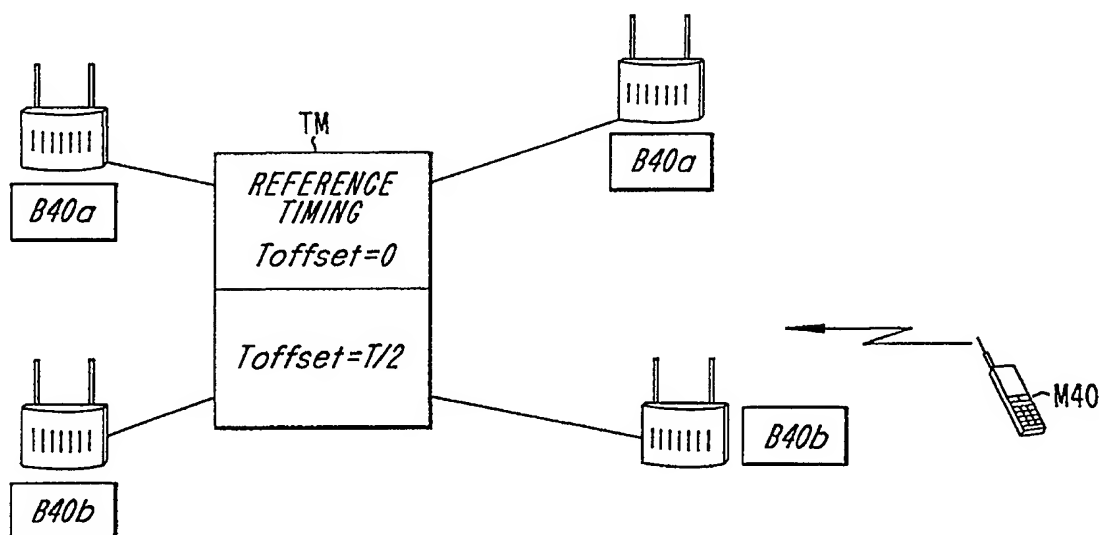 TM
B40a
REFERENCE
TIMING
Toffset=0
B40a
Toffset=T/2
B40b
B40b
M40